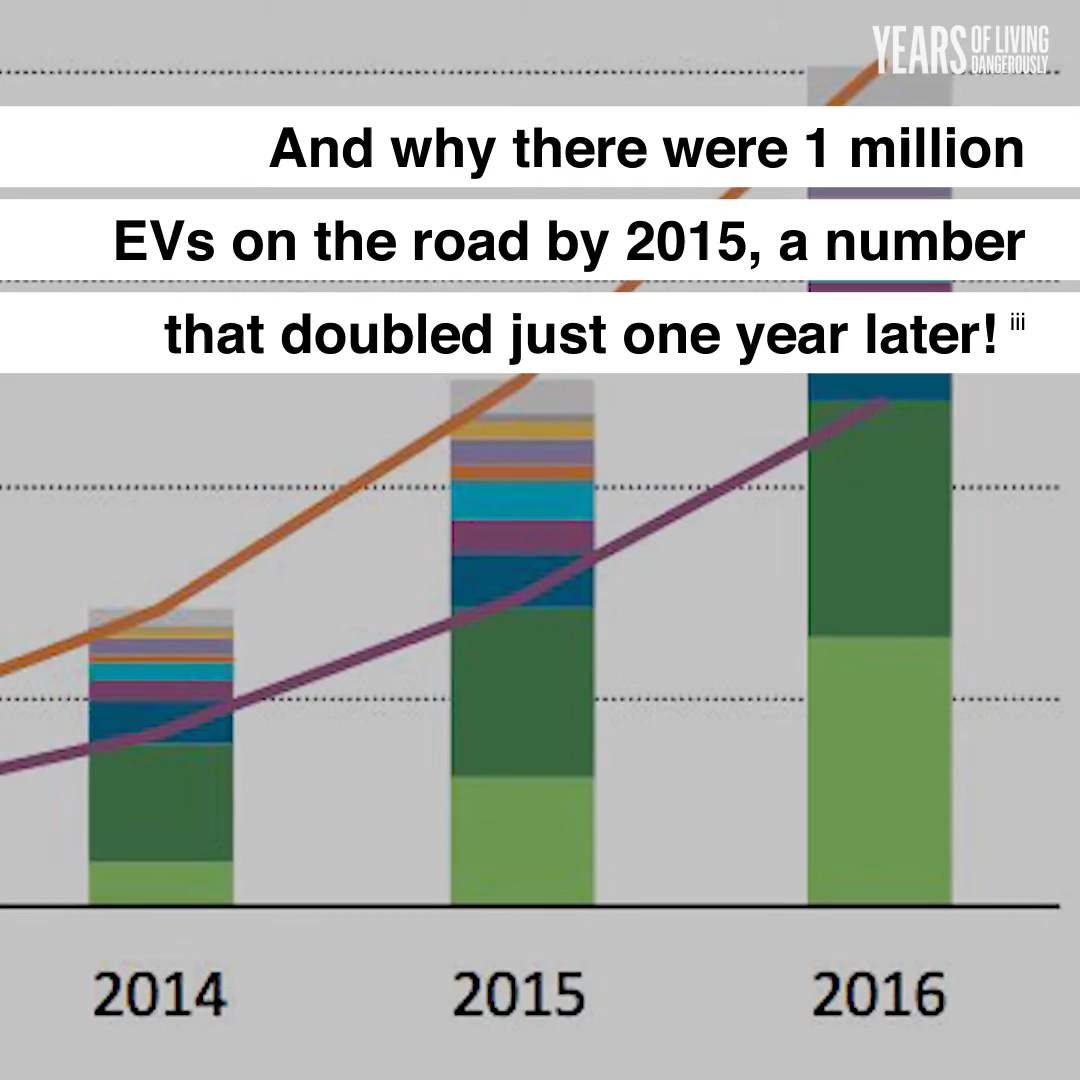 YEARS OF LIVING DANGEROUSLY
And why there were 1 million
EVs on the road by 2015, a number
that doubled just one year later! iii
2014 2015 2016